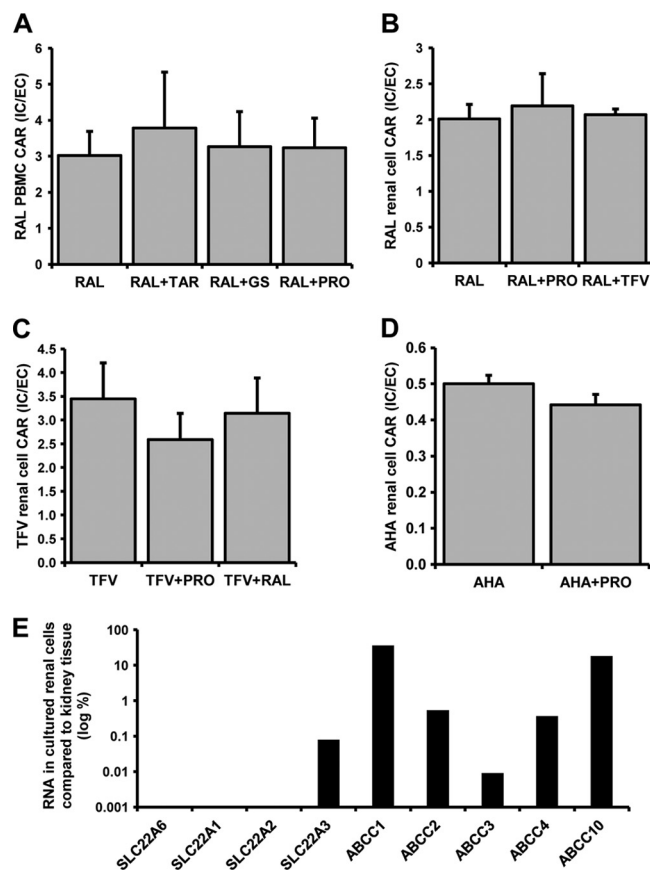 A
RAL PBMC CAR (IC/EC)
6
5
4
3
2
1
0
RAL
RAL+TAR
RAL+GS
RAL+PRO
B
RAL renal cell CAR (IC/EC)
3
2.5
2
1.5
1
0.5
0
RAL
RAL+PRO
RAL+TFV
C
TFV renal cell CAR (IC/EC)
4.5
4.0
3.5
3.0
2.5
2.0
1.5
1.0
0.5
0.0
TFV
TFV+PRO
TFV+RAL
D
AHA renal cell CAR (IC/EC)
0.6
0.5
0.4
0.3
0.2
0.1
0.0
AHA
AHA+PRO
E
RNA in cultured renal cells
compared to kidney tissue
(log %)
100
10
1
0.1
0.01
0.001
SLC22A6
SLC22A1
SLC22A2
SLC22A3
ABCC1
ABCC2
ABCC3
ABCC4
ABCC10